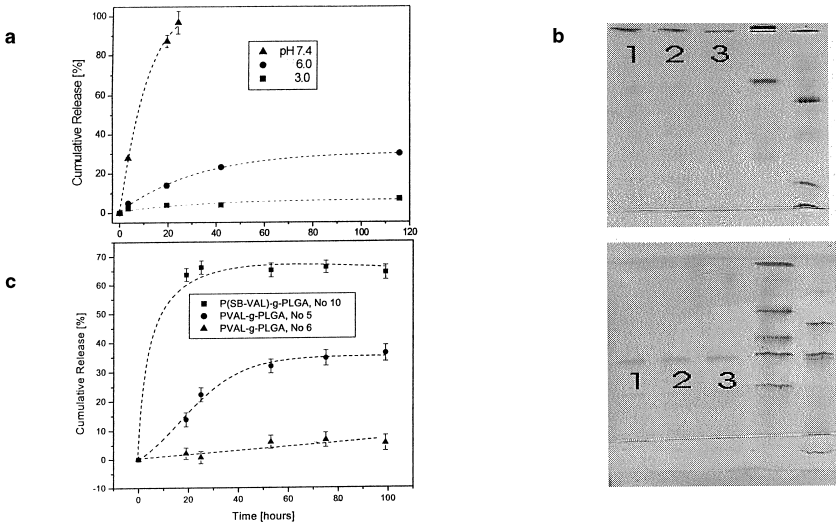 a
Cumulative Release [%]
100
80
60
40
20
0
0 20 40 60 80 100 120
pH 7.4
6.0
3.0
b
1 2 3
1 2 3
c
Cumulative Release [%]
70
60
50
40
30
20
10
0
-10
0 20 40 60 80 100
Time [hours]
P(SB-VAL)-g-PLGA, No 10
PVAL-g-PLGA, No 5
PVAL-g-PLGA, No 6